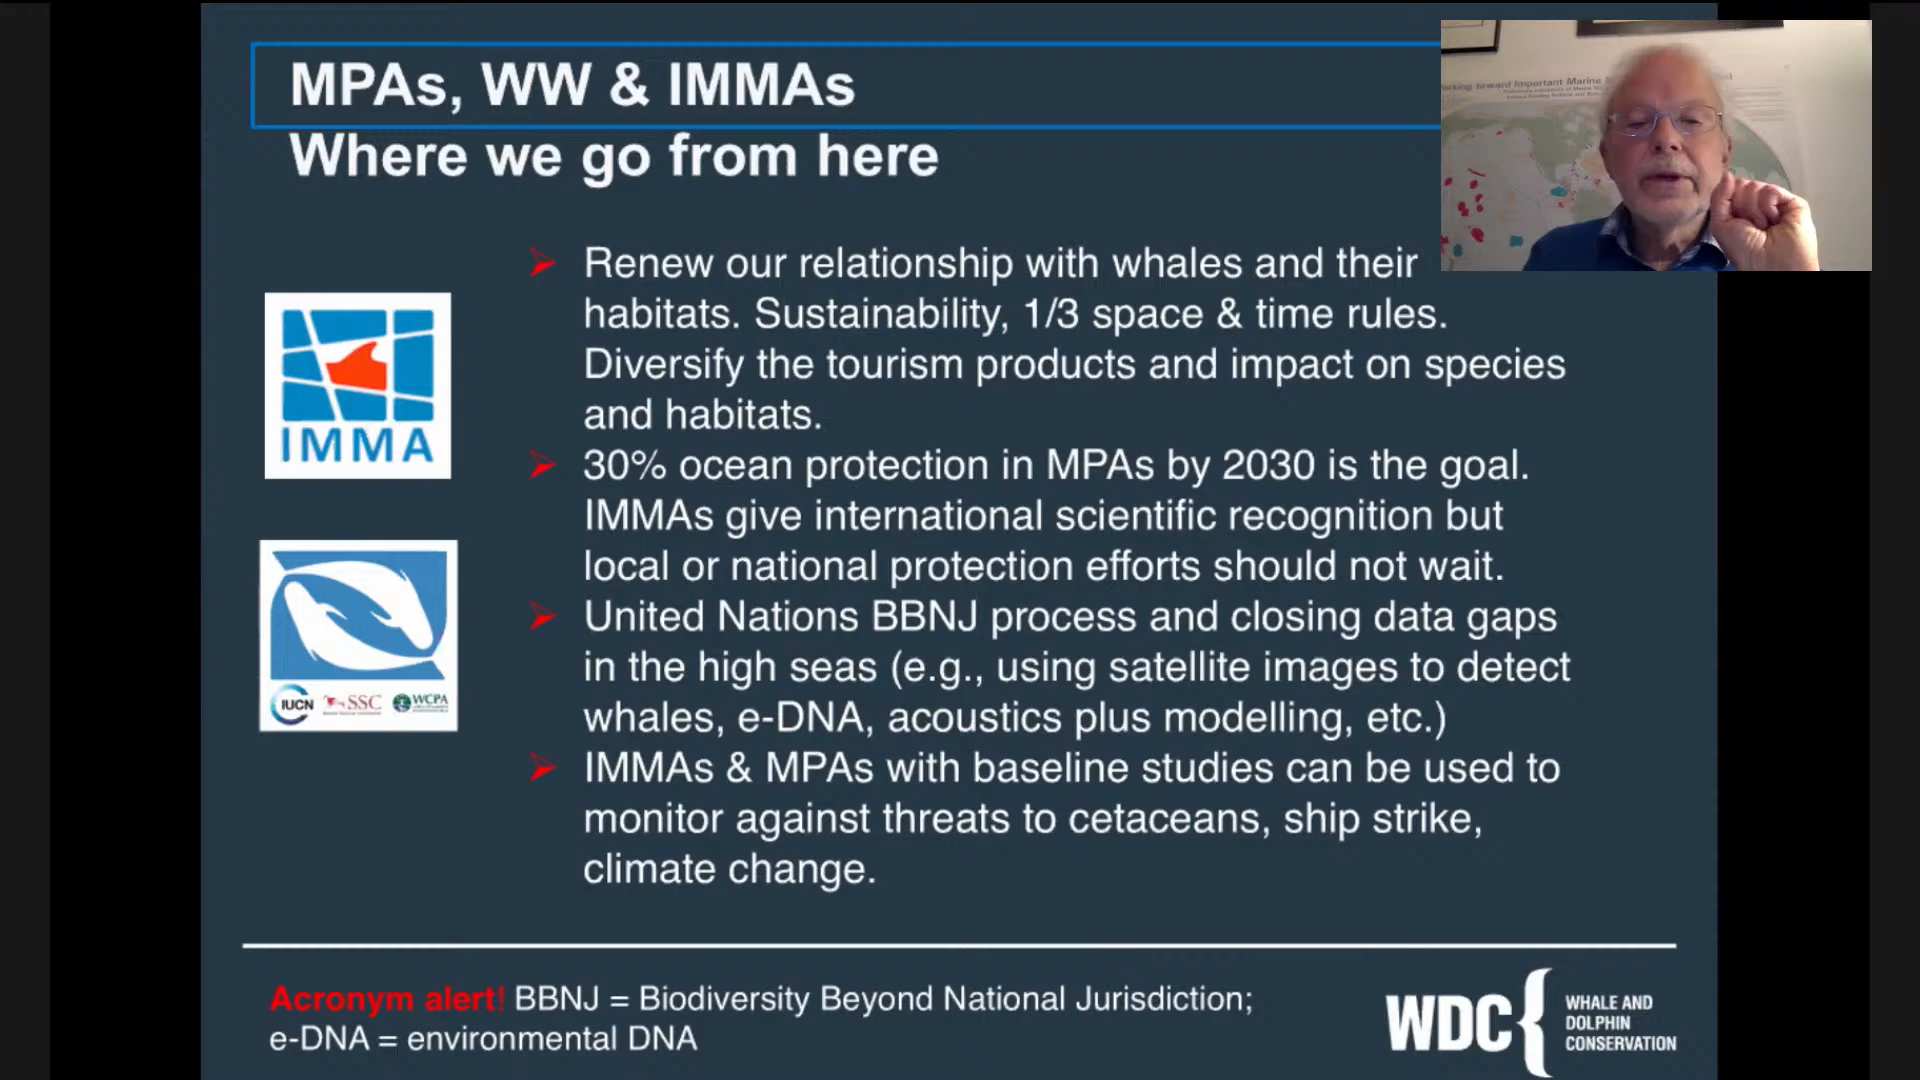 MPAs, WW & IMMAs
Where we go from here
Renew our relationship with whales and their
habitats. Sustainability, 1/3 space & time rules.
Diversify the tourism products and impact on species
and habitats.
30% ocean protection in MPAs by 2030 is the goal.
IMMAs give international scientific recognition but
local or national protection efforts should not wait.
United Nations BBNJ process and closing data gaps
in the high seas (e.g., using satellite images to detect
whales, e-DNA, acoustics plus modelling, etc.)
IMMAs & MPAs with baseline studies can be used to
monitor against threats to cetaceans, ship strike,
climate change.
IMMA
IUCN SSC WCPA
Acronym alert! BBNJ = Biodiversity Beyond National Jurisdiction;
e-DNA = environmental DNA
WDC
WHALE AND
DOLPHIN
CONSERVATION
toward Important Marine